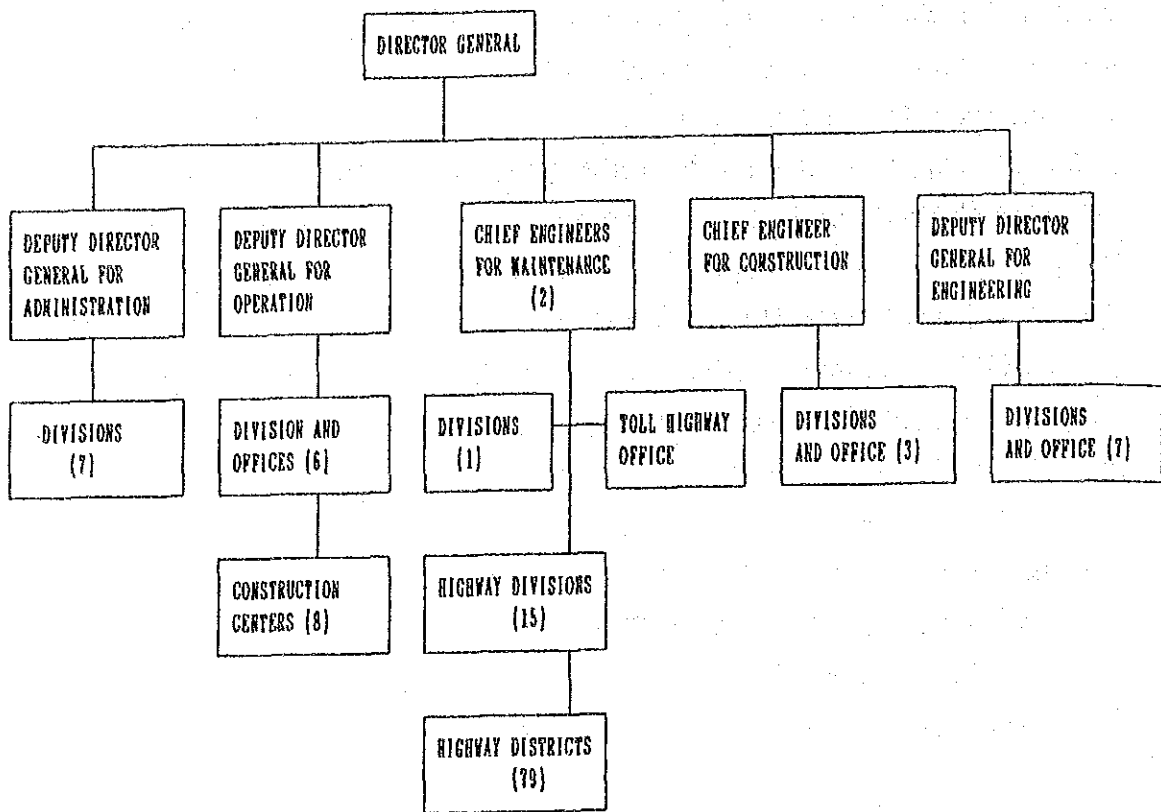 DIRECTOR GENERAL
DEPUTY DIRECTOR
GENERAL FOR
ADMINISTRATION
DEPUTY DIRECTOR
GENERAL FOR
OPERATION
CHIEF ENGINEERS
FOR MAINTENANCE
(2)
CHIEF ENGINEER
FOR CONSTRUCTION
DEPUTY DIRECTOR
GENERAL FOR
ENGINEERING
DIVISIONS
(7)
DIVISION AND
OFFICES (6)
DIVISIONS
(1)
TOLL HIGHWAY
OFFICE
DIVISIONS
AND OFFICE (3)
DIVISIONS
AND OFFICE (7)
CONSTRUCTION
CENTERS (8)
HIGHWAY DIVISIONS
(15)
HIGHWAY DISTRICTS
(79)